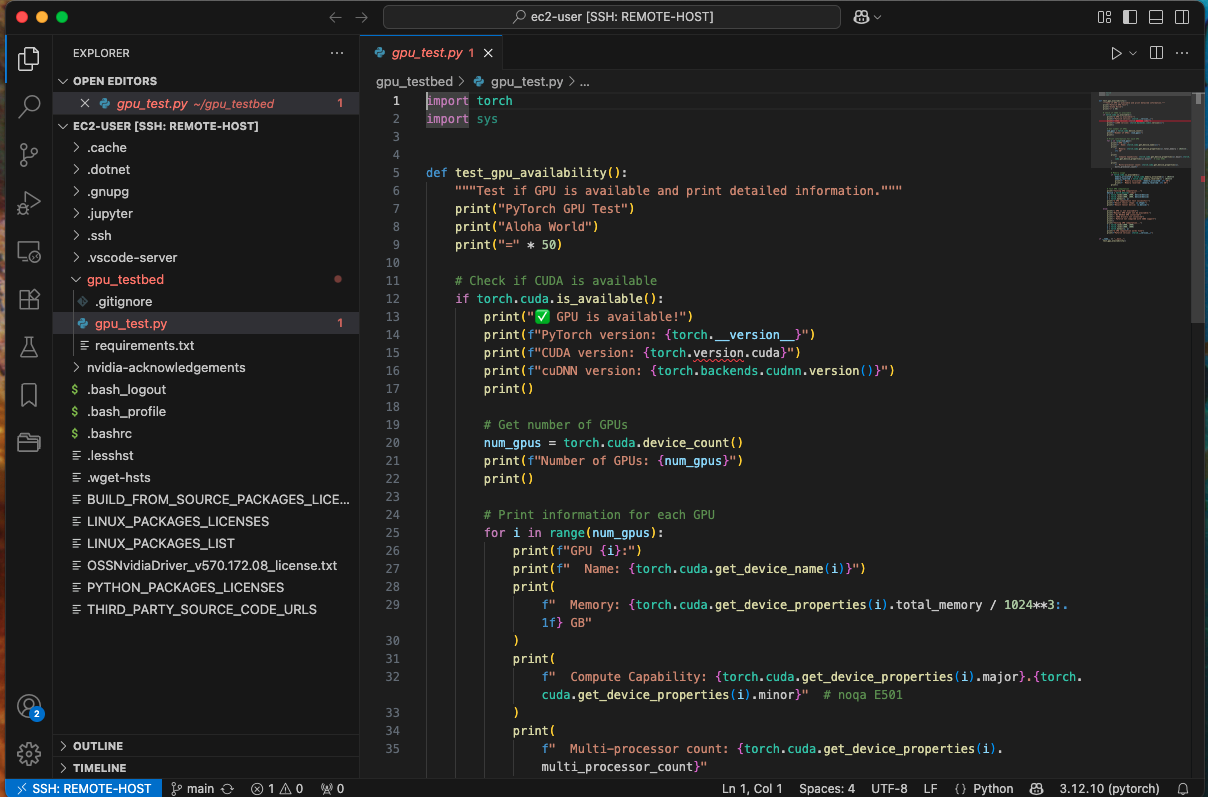 ec2-user [SSH: REMOTE-HOST]
EXPLORER
OPEN EDITORS
gpu_test.py ~/gpu_testbed 1
EC2-USER [SSH: REMOTE-HOST]
.cache
.dotnet
.gnupg
.jupyter
.ssh
.vscode-server
gpu_testbed
.gitignore
gpu_test.py 1
requirements.txt
nvidia-acknowledgements
.bash_logout
.bash_profile
.bashrc
.lesshst
.wget-hsts
BUILD_FROM_SOURCE_PACKAGES_LICE...
LINUX_PACKAGES_LICENSES
LINUX_PACKAGES_LIST
OSSNvidiaDriver_v570.172.08_license.txt
PYTHON_PACKAGES_LICENSES
THIRD_PARTY_SOURCE_CODE_URLS
OUTLINE
TIMELINE
2
gpu_test.py 1
gpu_testbed > gpu_test.py > ...
1 import torch
2 import sys
3
4
5 def test_gpu_availability():
6 """Test if GPU is available and print detailed information."""
7 print("PyTorch GPU Test")
8 print("Aloha World")
9 print("=" * 50)
10
11 # Check if CUDA is available
12 if torch.cuda.is_available():
13 print("✅ GPU is available!")
14 print(f"PyTorch version: {torch.__version__}")
15 print(f"CUDA version: {torch.version.cuda}")
16 print(f"cuDNN version: {torch.backends.cudnn.version()}")
17 print()
18
19 # Get number of GPUs
20 num_gpus = torch.cuda.device_count()
21 print(f"Number of GPUs: {num_gpus}")
22 print()
23
24 # Print information for each GPU
25 for i in range(num_gpus):
26 print(f"GPU {i}:")
27 print(f"  Name: {torch.cuda.get_device_name(i)}")
28 print(
29 f"  Memory: {torch.cuda.get_device_properties(i).total_memory / 1024**3:.
1f} GB"
30 )
31 print(
32 f"  Compute Capability: {torch.cuda.get_device_properties(i).major}.{torch.
cuda.get_device_properties(i).minor}"  # noqa E501
33 )
34 print(
35 f"  Multi-processor count: {torch.cuda.get_device_properties(i).
multi_processor_count}"
SSH: REMOTE-HOST main 1 0 0 Ln 1, Col 1 Spaces: 4 UTF-8 LF {} Python 3.12.10 (pytorch)